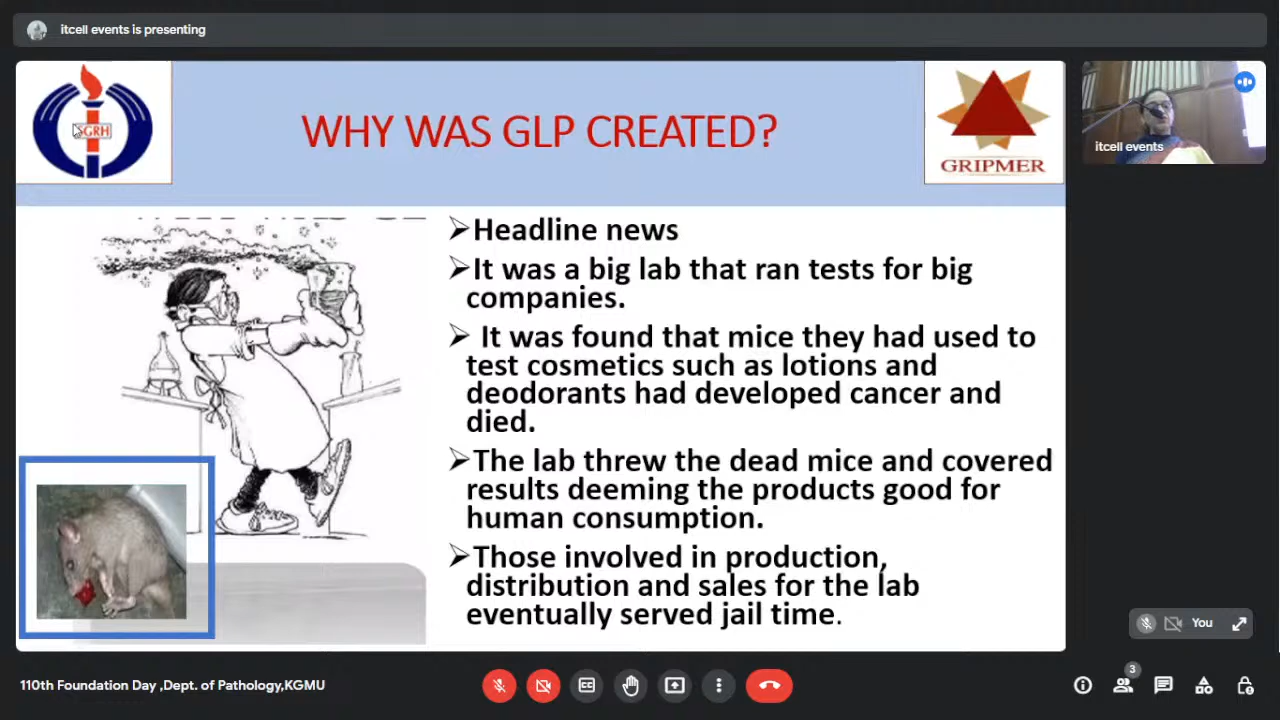 itcell events is presenting
SGRH
WHY WAS GLP CREATED?
GRIPMER
itcell events
➢Headline news
➢It was a big lab that ran tests for big
companies.
➢ It was found that mice they had used to
test cosmetics such as lotions and
deodorants had developed cancer and
died.
➢The lab threw the dead mice and covered
results deeming the products good for
human consumption.
➢Those involved in production,
distribution and sales for the lab
eventually served jail time.
You
110th Foundation Day ,Dept. of Pathology,KGMU
3